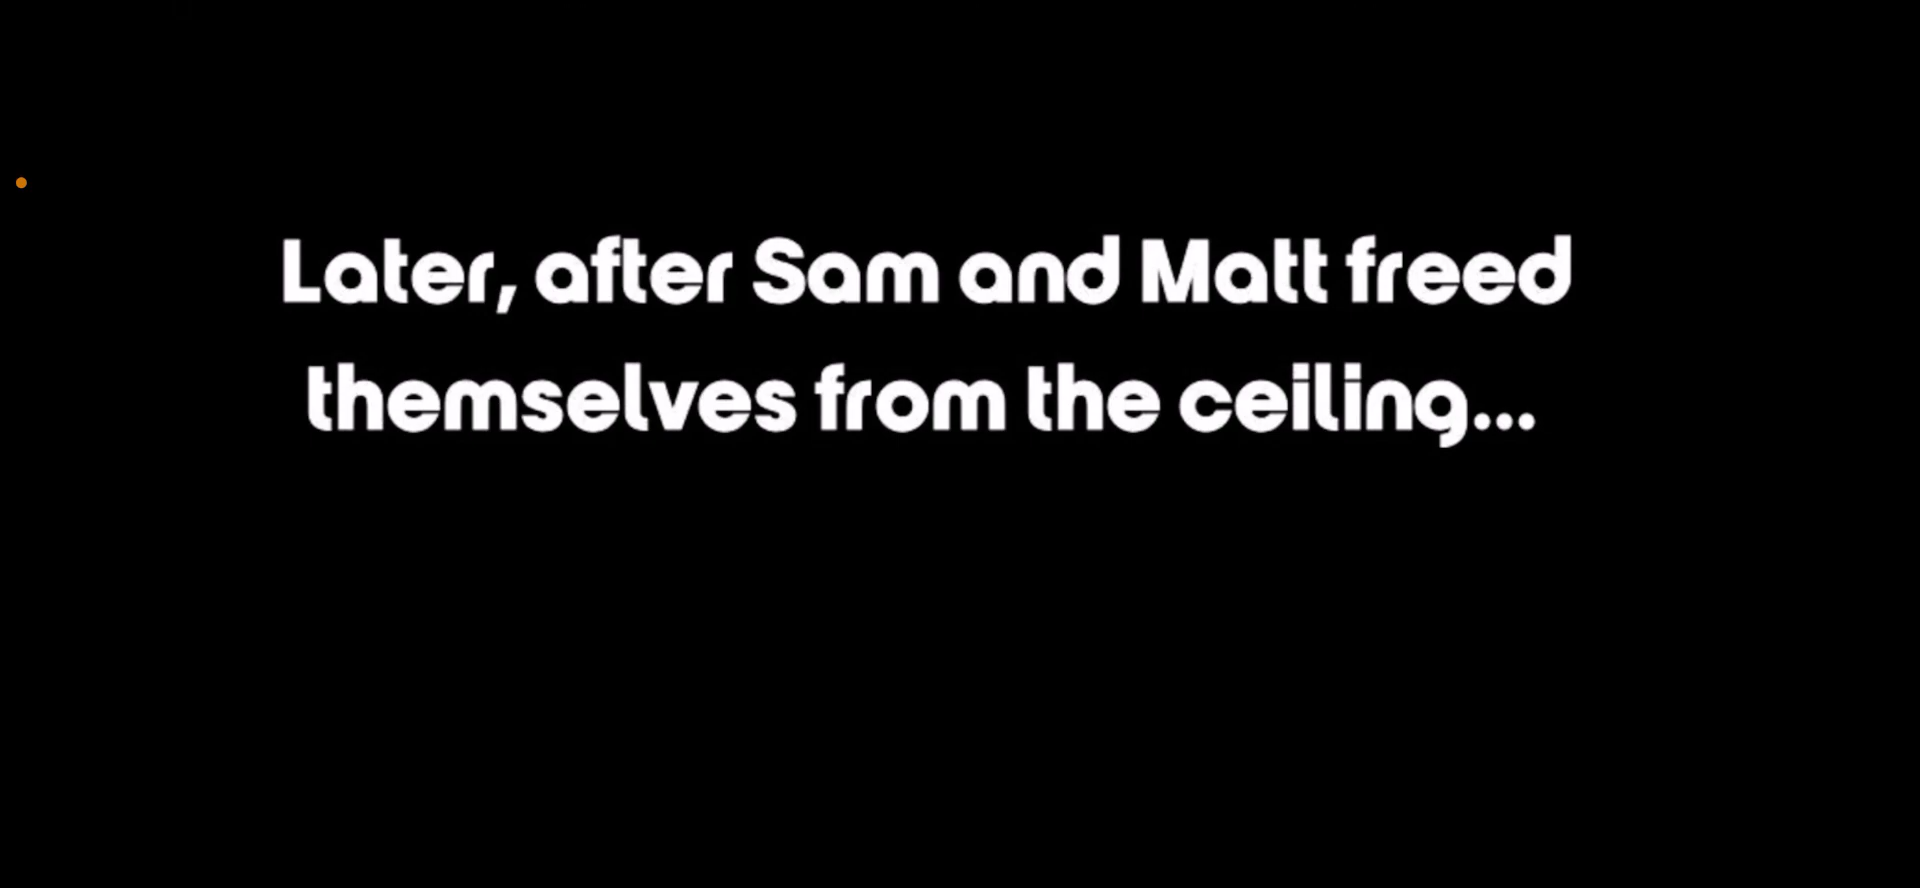 Later, after Sam and Matt freed
themselves from the ceiling...